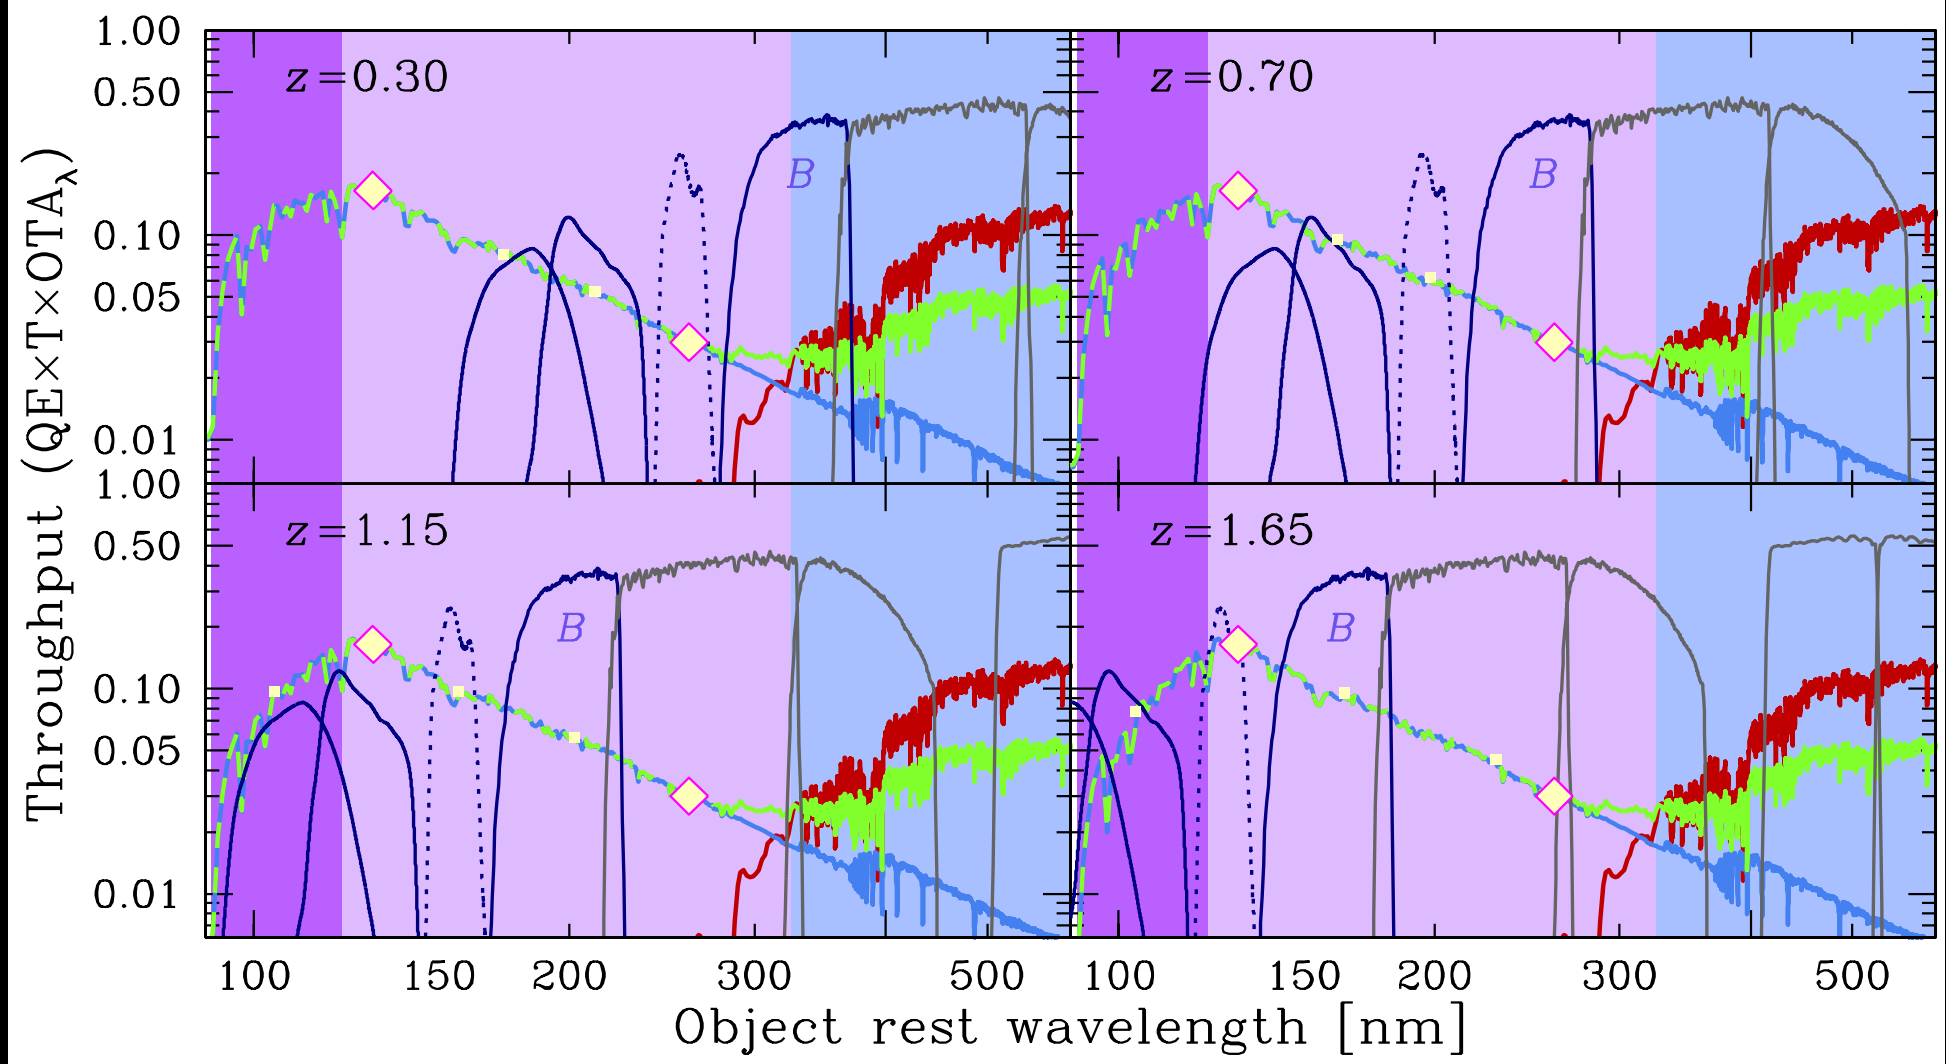 Throughput (QE×T×OTAλ)
1.00
0.50
0.10
0.05
0.01
z=0.30
B
z=0.70
B
1.00
0.50
0.10
0.05
0.01
z=1.15
B
z=1.65
B
100 150 200 300 500 100 150 200 300 500
Object rest wavelength [nm]